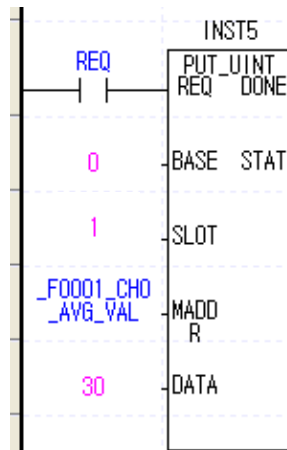 INST5
REQ
PUT_UINT
REQ DONE
0
BASE STAT
1
SLOT
_F0001_CH0
_AVG_VAL
MADD
R
30
DATA